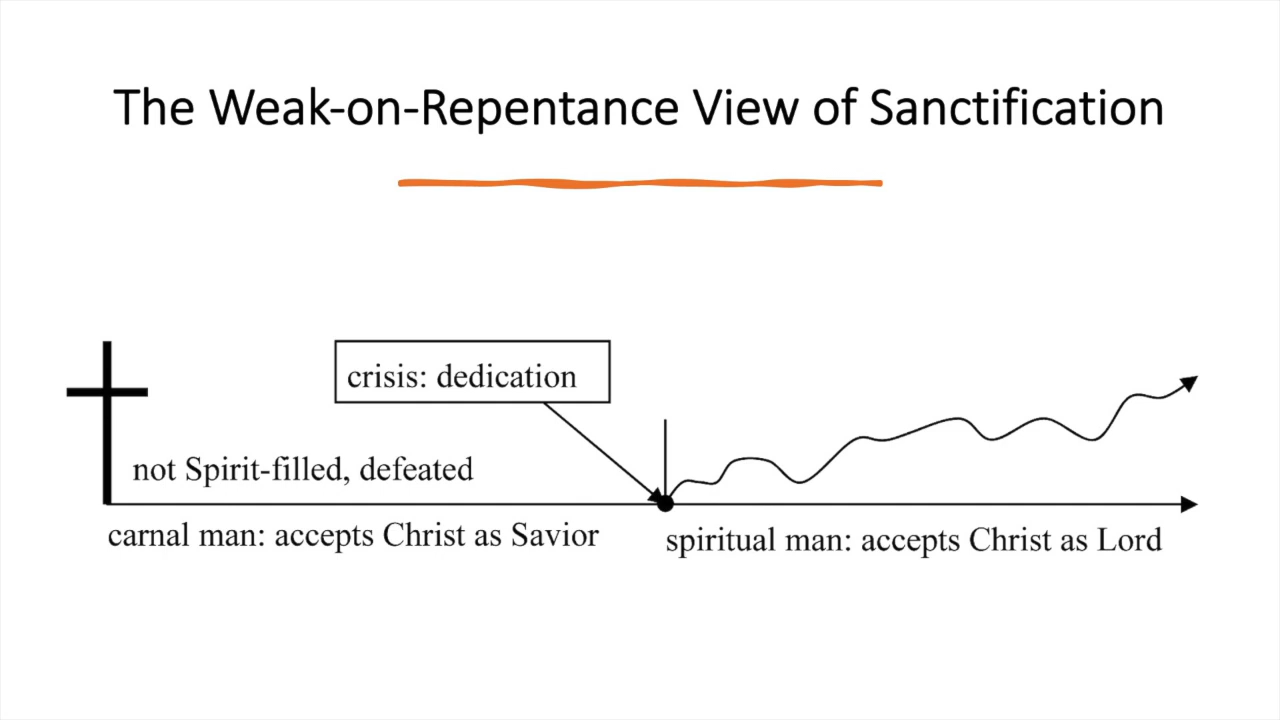 The Weak-on-Repentance View of Sanctification
crisis: dedication
not Spirit-filled, defeated
carnal man: accepts Christ as Savior
spiritual man: accepts Christ as Lord